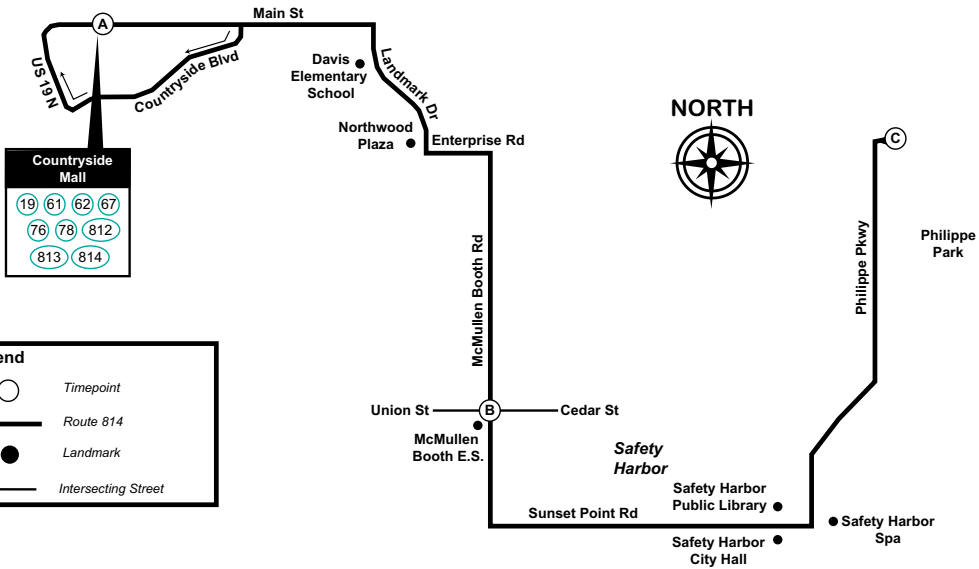 Main St
A
US 19 N
Countryside Blvd
Davis
Elementary
School
Landmark Dr
Northwood
Plaza
Enterprise Rd
NORTH
C
Countryside
Mall
19 61 62 67
76 78 812
813 814
Philippe
Park
Philippe Pkwy
McMullen Booth Rd
end
Timepoint
Route 814
Landmark
Intersecting Street
Union St
B
Cedar St
McMullen
Booth E.S.
Safety
Harbor
Safety Harbor
Public Library
Sunset Point Rd
Safety Harbor
Spa
Safety Harbor
City Hall